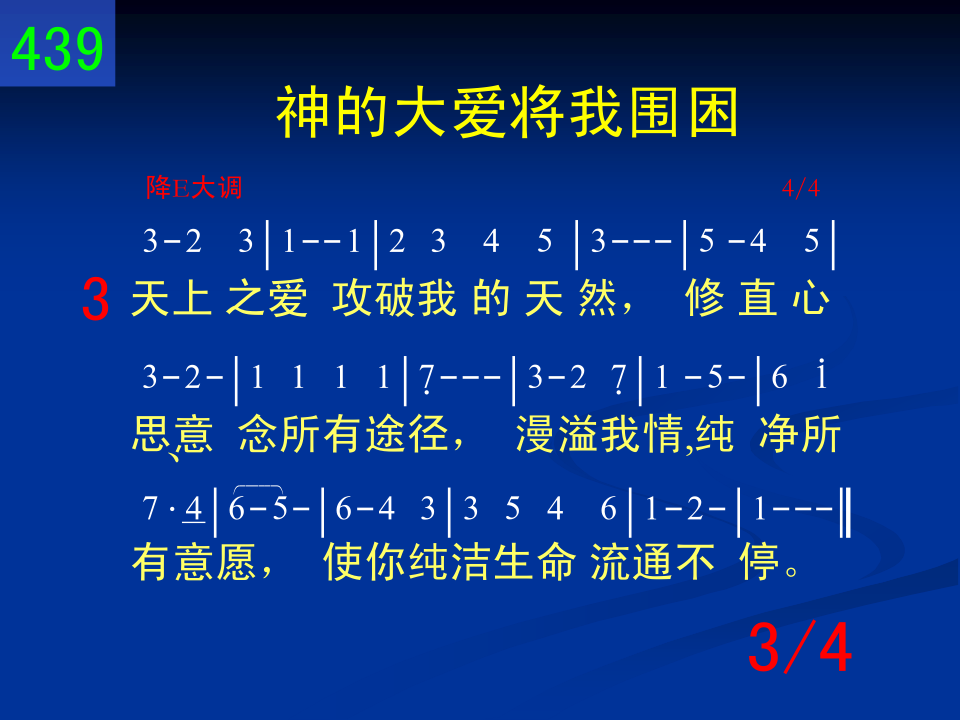 439
神的大爱将我围困
降E大调 4/4
3-2 3|1--1|2 3 4 5|3---|5-4 5|
3 天上之爱 攻破我的天然， 修直心
3-2-|1 1 1 1|7̣---|3-2 7̣|1-5-|6 i̇
思意、念所有途径， 漫溢我情,纯 净所
7·4̲|6-5-|6-4 3|3 5 4 6|1-2-|1---‖
有意愿， 使你纯洁生命 流通不 停。
3/4